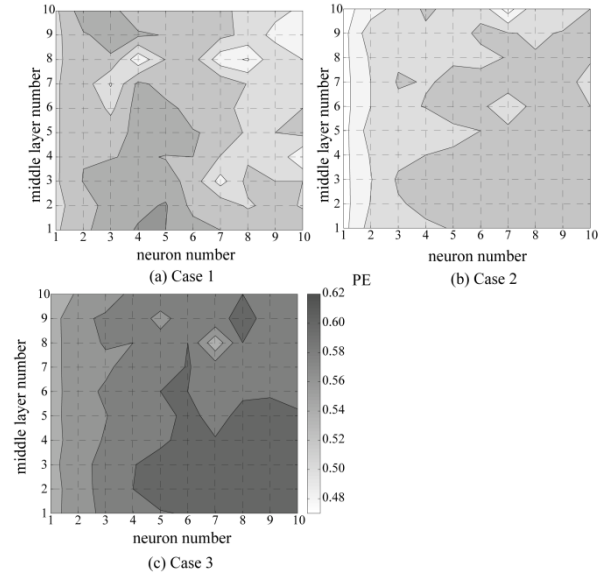 10
9
8
7
6
5
4
3
2
1
middle layer number
1 2 3 4 5 6 7 8 9 10
neuron number
(a) Case 1
10
9
8
7
6
5
4
3
2
1
middle layer number
1 2 3 4 5 6 7 8 9 10
neuron number
(b) Case 2
10
9
8
7
6
5
4
3
2
1
middle layer number
1 2 3 4 5 6 7 8 9 10
neuron number
(c) Case 3
PE
0.62
0.60
0.58
0.56
0.54
0.52
0.50
0.48